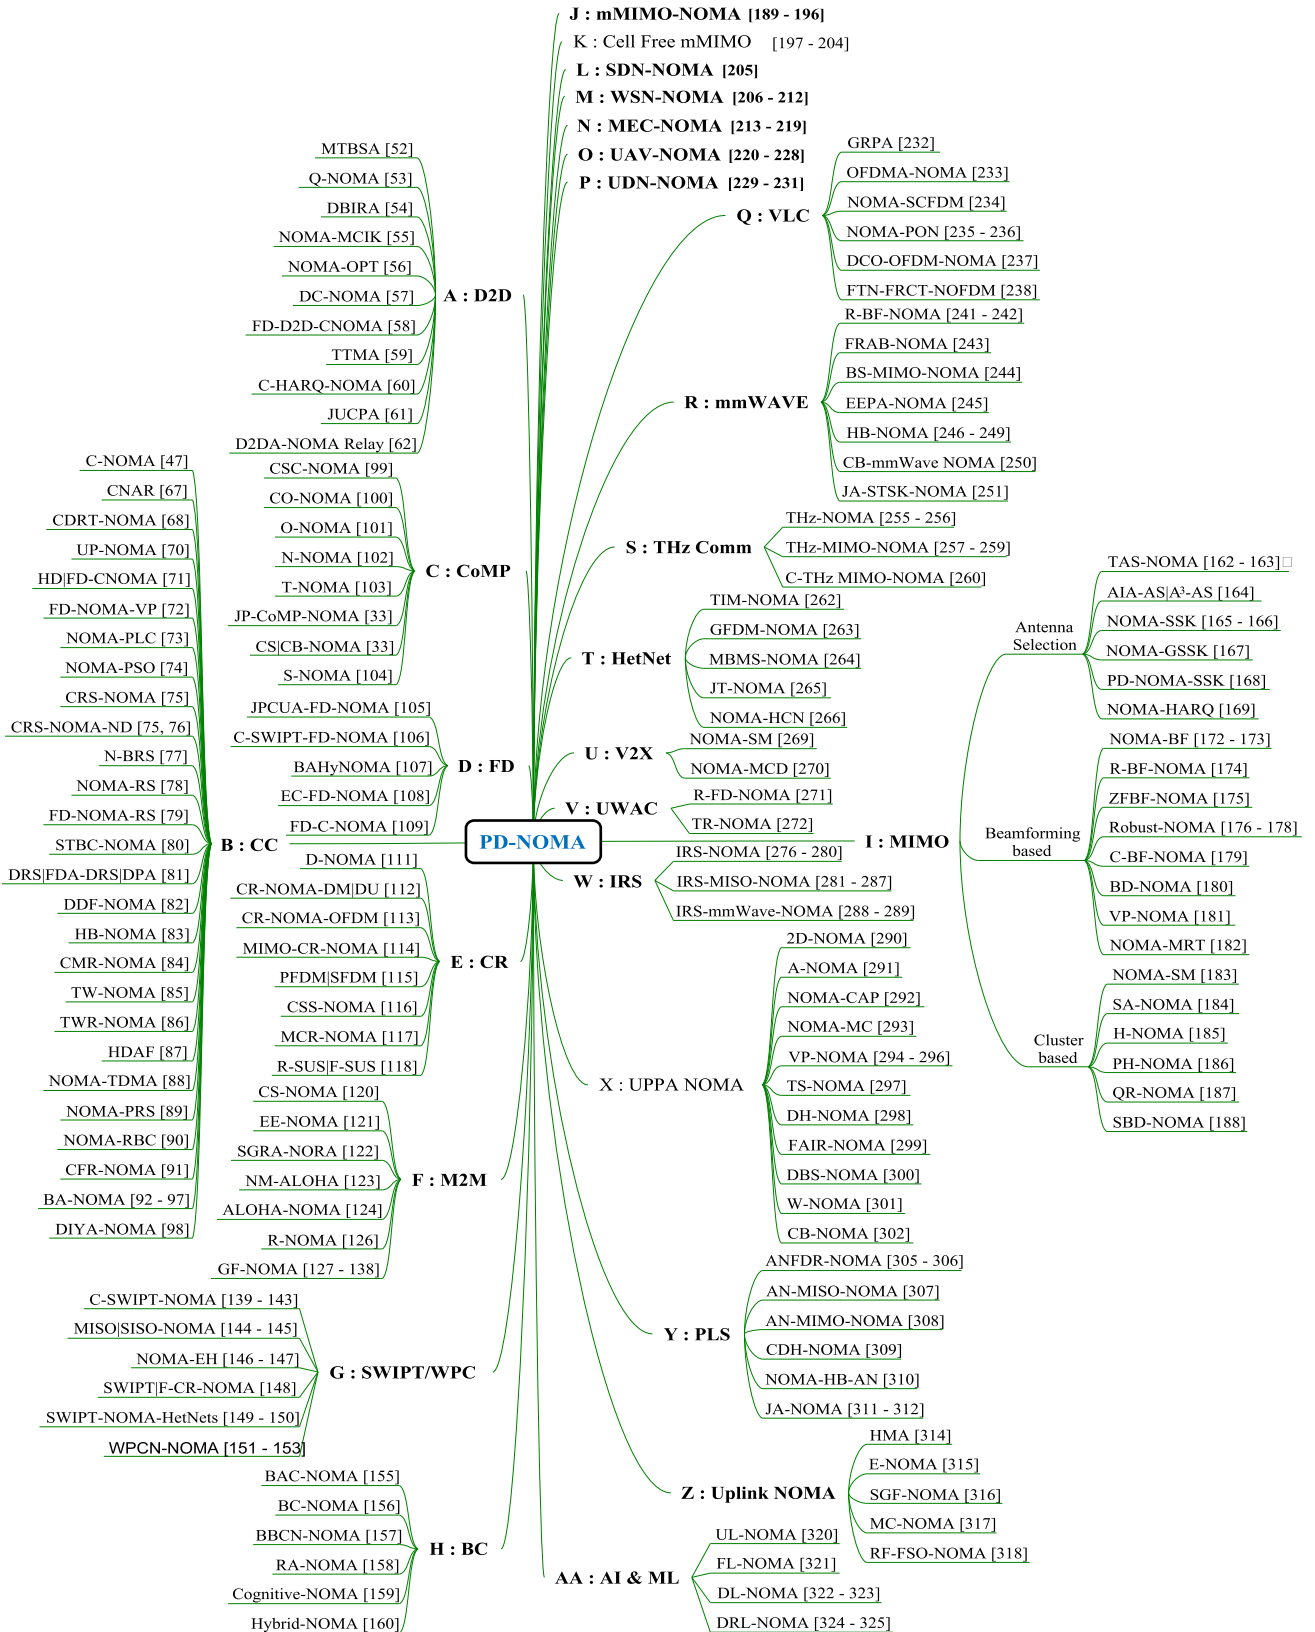 J : mMIMO-NOMA [189 - 196]
K : Cell Free mMIMO [197 - 204]
L : SDN-NOMA [205]
M : WSN-NOMA [206 - 212]
N : MEC-NOMA [213 - 219]
O : UAV-NOMA [220 - 228]
P : UDN-NOMA [229 - 231]
MTBSA [52]
Q-NOMA [53]
DBIRA [54]
NOMA-MCIK [55]
NOMA-OPT [56]
DC-NOMA [57]
FD-D2D-CNOMA [58]
TTMA [59]
C-HARQ-NOMA [60]
JUCPA [61]
D2DA-NOMA Relay [62]
A : D2D
C-NOMA [47]
CNAR [67]
CDRT-NOMA [68]
UP-NOMA [70]
HD|FD-CNOMA [71]
FD-NOMA-VP [72]
NOMA-PLC [73]
NOMA-PSO [74]
CRS-NOMA [75]
CRS-NOMA-ND [75, 76]
N-BRS [77]
NOMA-RS [78]
FD-NOMA-RS [79]
STBC-NOMA [80]
DRS|FDA-DRS|DPA [81]
DDF-NOMA [82]
HB-NOMA [83]
CMR-NOMA [84]
TW-NOMA [85]
TWR-NOMA [86]
HDAF [87]
NOMA-TDMA [88]
NOMA-PRS [89]
NOMA-RBC [90]
CFR-NOMA [91]
BA-NOMA [92 - 97]
DIYA-NOMA [98]
B : CC
CSC-NOMA [99]
CO-NOMA [100]
O-NOMA [101]
N-NOMA [102]
T-NOMA [103]
JP-CoMP-NOMA [33]
CS|CB-NOMA [33]
S-NOMA [104]
C : CoMP
JPCUA-FD-NOMA [105]
C-SWIPT-FD-NOMA [106]
BAHyNOMA [107]
EC-FD-NOMA [108]
FD-C-NOMA [109]
D : FD
PD-NOMA
D-NOMA [111]
CR-NOMA-DM|DU [112]
CR-NOMA-OFDM [113]
MIMO-CR-NOMA [114]
PFDM|SFDM [115]
CSS-NOMA [116]
MCR-NOMA [117]
R-SUS|F-SUS [118]
E : CR
CS-NOMA [120]
EE-NOMA [121]
SGRA-NORA [122]
NM-ALOHA [123]
ALOHA-NOMA [124]
R-NOMA [126]
GF-NOMA [127 - 138]
F : M2M
C-SWIPT-NOMA [139 - 143]
MISO|SISO-NOMA [144 - 145]
NOMA-EH [146 - 147]
SWIPT|F-CR-NOMA [148]
SWIPT-NOMA-HetNets [149 - 150]
WPCN-NOMA [151 - 153]
G : SWIPT/WPC
BAC-NOMA [155]
BC-NOMA [156]
BBCN-NOMA [157]
RA-NOMA [158]
Cognitive-NOMA [159]
Hybrid-NOMA [160]
H : BC
Q : VLC
GRPA [232]
OFDMA-NOMA [233]
NOMA-SCFDM [234]
NOMA-PON [235 - 236]
DCO-OFDM-NOMA [237]
FTN-FRCT-NOFDM [238]
R : mmWAVE
R-BF-NOMA [241 - 242]
FRAB-NOMA [243]
BS-MIMO-NOMA [244]
EEPA-NOMA [245]
HB-NOMA [246 - 249]
CB-mmWave NOMA [250]
JA-STSK-NOMA [251]
S : THz Comm
THz-NOMA [255 - 256]
THz-MIMO-NOMA [257 - 259]
C-THz MIMO-NOMA [260]
T : HetNet
TIM-NOMA [262]
GFDM-NOMA [263]
MBMS-NOMA [264]
JT-NOMA [265]
NOMA-HCN [266]
U : V2X
NOMA-SM [269]
NOMA-MCD [270]
V : UWAC
R-FD-NOMA [271]
TR-NOMA [272]
I : MIMO
Antenna
Selection
TAS-NOMA [162 - 163]
AIA-AS|A³-AS [164]
NOMA-SSK [165 - 166]
NOMA-GSSK [167]
PD-NOMA-SSK [168]
NOMA-HARQ [169]
Beamforming
based
NOMA-BF [172 - 173]
R-BF-NOMA [174]
ZFBF-NOMA [175]
Robust-NOMA [176 - 178]
C-BF-NOMA [179]
BD-NOMA [180]
VP-NOMA [181]
NOMA-MRT [182]
Cluster
based
NOMA-SM [183]
SA-NOMA [184]
H-NOMA [185]
PH-NOMA [186]
QR-NOMA [187]
SBD-NOMA [188]
W : IRS
IRS-NOMA [276 - 280]
IRS-MISO-NOMA [281 - 287]
IRS-mmWave-NOMA [288 - 289]
X : UPPA NOMA
2D-NOMA [290]
A-NOMA [291]
NOMA-CAP [292]
NOMA-MC [293]
VP-NOMA [294 - 296]
TS-NOMA [297]
DH-NOMA [298]
FAIR-NOMA [299]
DBS-NOMA [300]
W-NOMA [301]
CB-NOMA [302]
Y : PLS
ANFDR-NOMA [305 - 306]
AN-MISO-NOMA [307]
AN-MIMO-NOMA [308]
CDH-NOMA [309]
NOMA-HB-AN [310]
JA-NOMA [311 - 312]
Z : Uplink NOMA
HMA [314]
E-NOMA [315]
SGF-NOMA [316]
MC-NOMA [317]
RF-FSO-NOMA [318]
AA : AI & ML
UL-NOMA [320]
FL-NOMA [321]
DL-NOMA [322 - 323]
DRL-NOMA [324 - 325]